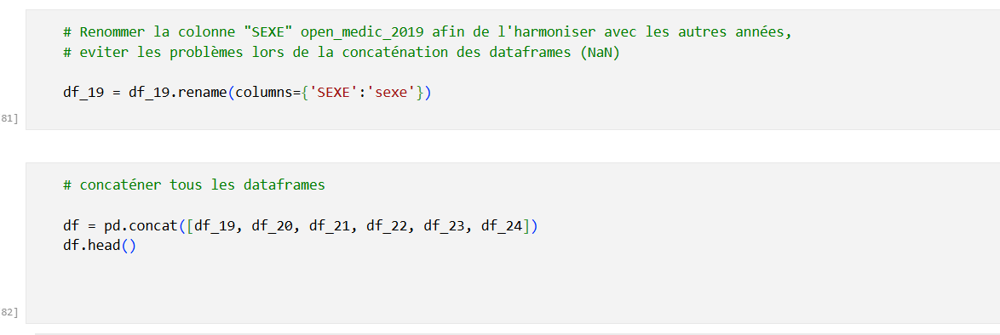 # Renommer la colonne "SEXE" open_medic_2019 afin de l'harmoniser avec les autres années,
# eviter les problèmes lors de la concaténation des dataframes (NaN)
df_19 = df_19.rename(columns={'SEXE':'sexe'})
81]
# concaténer tous les dataframes
df = pd.concat([df_19, df_20, df_21, df_22, df_23, df_24])
df.head()
82]